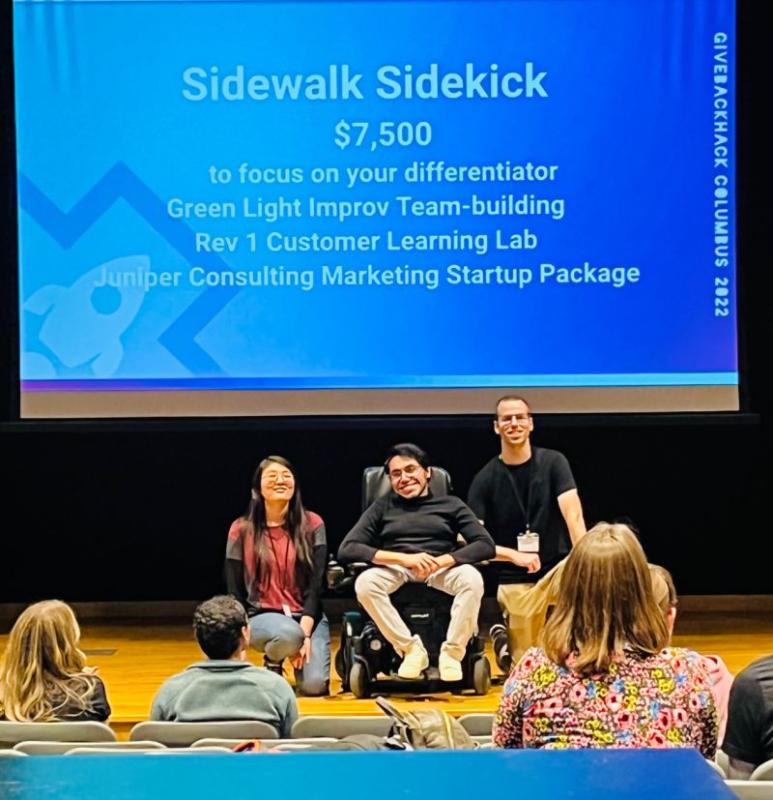 Sidewalk Sidekick
$7,500
to focus on your differentiator
Green Light Improv Team-building
Rev 1 Customer Learning Lab
Juniper Consulting Marketing Startup Package
GIVEBACKHACK COLUMBUS 2022